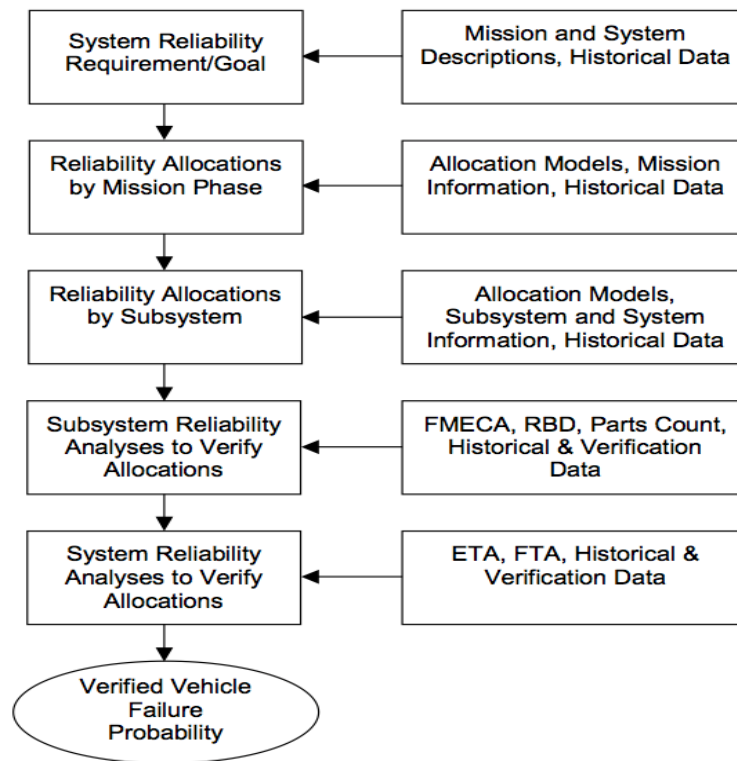 System Reliability
Requirement/Goal
Mission and System
Descriptions, Historical Data
Reliability Allocations
by Mission Phase
Allocation Models, Mission
Information, Historical Data
Reliability Allocations
by Subsystem
Allocation Models,
Subsystem and System
Information, Historical Data
Subsystem Reliability
Analyses to Verify
Allocations
FMECA, RBD, Parts Count,
Historical & Verification
Data
System Reliability
Analyses to Verify
Allocations
ETA, FTA, Historical &
Verification Data
Verified Vehicle
Failure
Probability